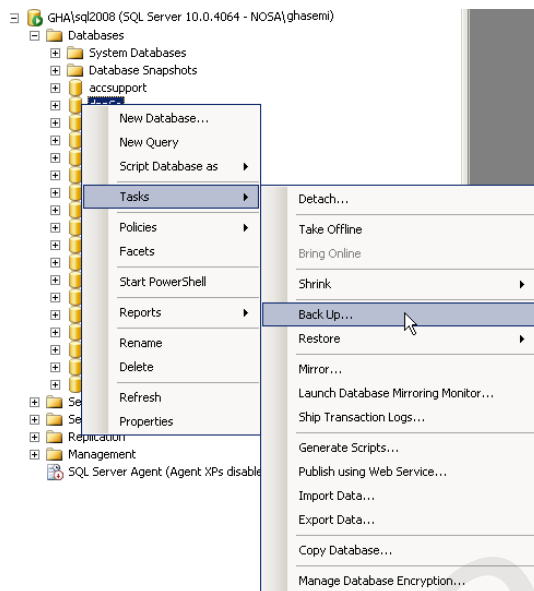 GHA\sql2008 (SQL Server 10.0.4064 - NOSA\ghasemi)
Databases
System Databases
Database Snapshots
accsupport
New Database...
New Query
Script Database as
Tasks
Policies
Facets
Start PowerShell
Reports
Rename
Delete
Refresh
Properties
Detach...
Take Offline
Bring Online
Shrink
Back Up...
Restore
Mirror...
Launch Database Mirroring Monitor...
Ship Transaction Logs...
Generate Scripts...
Publish using Web Service...
Import Data...
Export Data...
Copy Database...
Manage Database Encryption...
Se
Se
Replication
Management
SQL Server Agent (Agent XPs disable